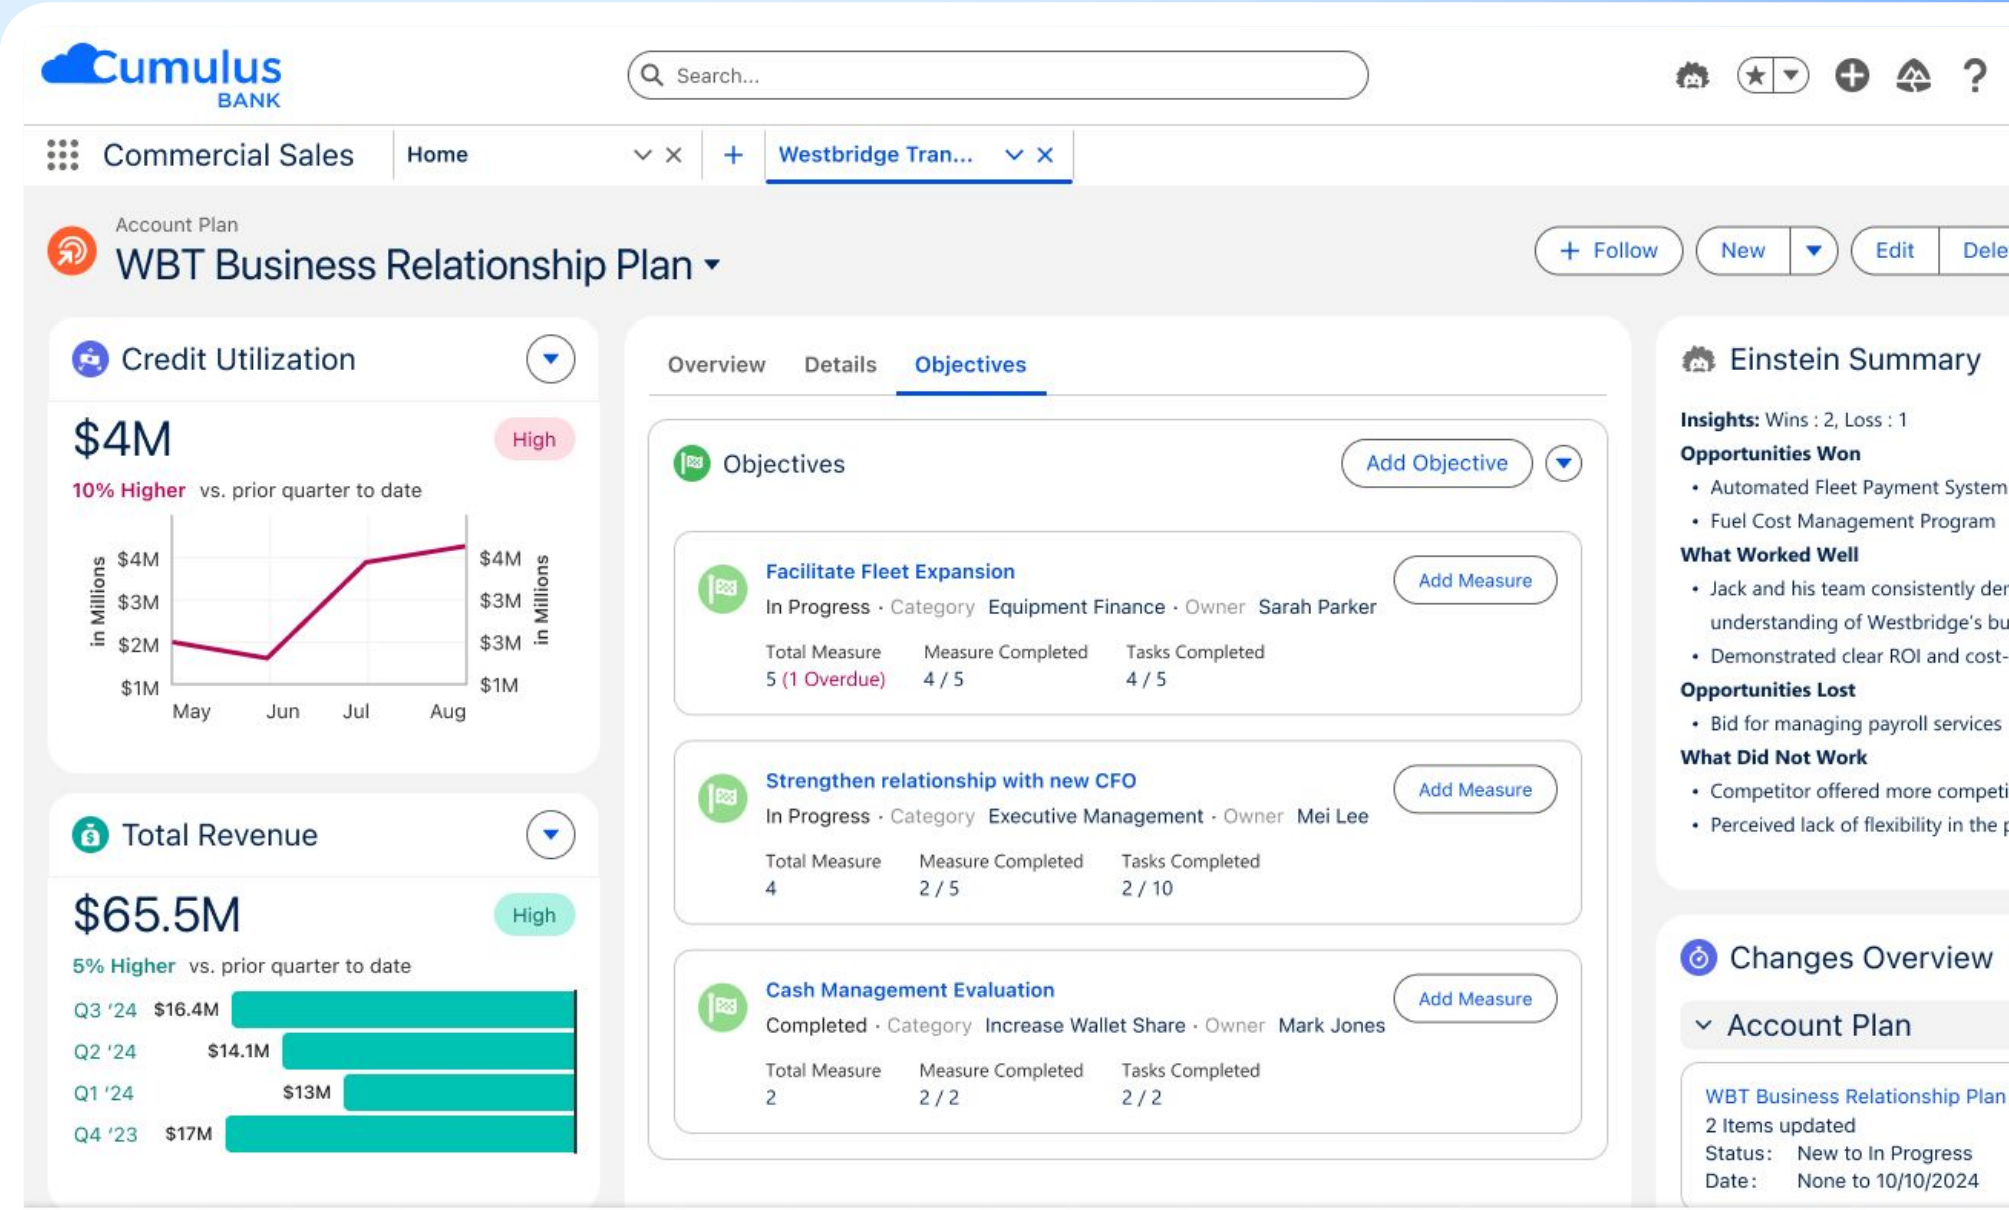 Cumulus
BANK
Search...
Commercial Sales
Home
Westbridge Tran...
Account Plan
WBT Business Relationship Plan
+ Follow
New
Edit
Dele
Credit Utilization
$4M
High
10% Higher vs. prior quarter to date
in Millions
$4M
$3M
$2M
$1M
$4M
$3M
$3M
$1M
in Millions
May Jun Jul Aug
Total Revenue
$65.5M
High
5% Higher vs. prior quarter to date
Q3 ‘24 $16.4M
Q2 ‘24 $14.1M
Q1 ‘24 $13M
Q4 ‘23 $17M
Overview Details Objectives
Objectives
Add Objective
Facilitate Fleet Expansion
Add Measure
In Progress · Category Equipment Finance · Owner Sarah Parker
Total Measure Measure Completed Tasks Completed
5 (1 Overdue) 4 / 5 4 / 5
Strengthen relationship with new CFO
Add Measure
In Progress · Category Executive Management · Owner Mei Lee
Total Measure Measure Completed Tasks Completed
4 2 / 5 2 / 10
Cash Management Evaluation
Add Measure
Completed · Category Increase Wallet Share · Owner Mark Jones
Total Measure Measure Completed Tasks Completed
2 2 / 2 2 / 2
Einstein Summary
Insights: Wins : 2, Loss : 1
Opportunities Won
• Automated Fleet Payment System
• Fuel Cost Management Program
What Worked Well
• Jack and his team consistently
understanding of Westbridge's
• Demonstrated clear ROI and cost-
Opportunities Lost
• Bid for managing payroll services
What Did Not Work
• Competitor offered more
• Perceived lack of flexibility in the
Changes Overview
Account Plan
WBT Business Relationship Plan
2 Items updated
Status: New to In Progress
Date: None to 10/10/2024